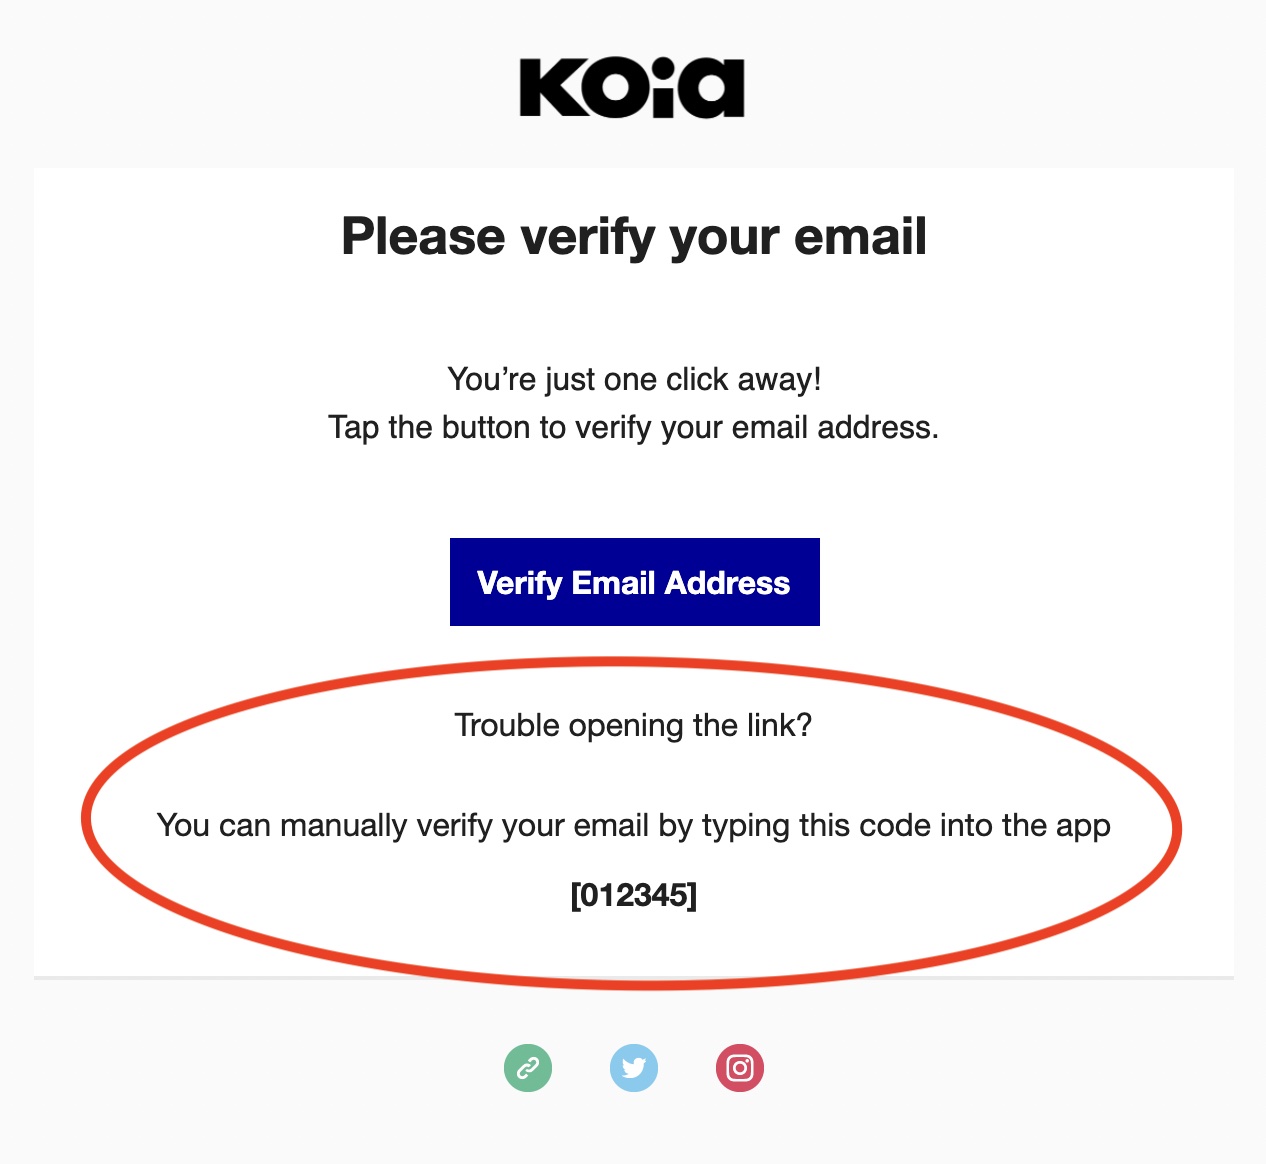 KOia
Please verify your email
You’re just one click away!
Tap the button to verify your email address.
Verify Email Address
Trouble opening the link?
You can manually verify your email by typing this code into the app
[012345]